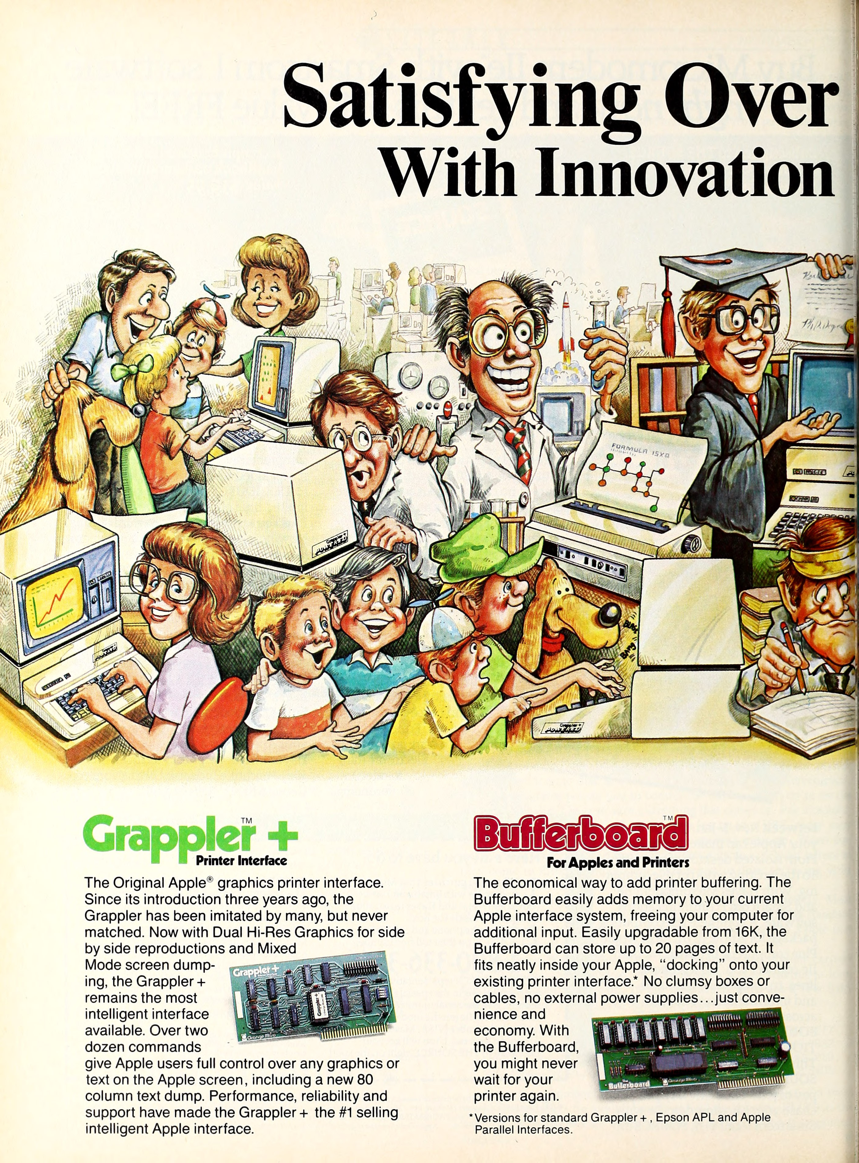 Satisfying Over
With Innovation
FORMULA 15X.0
Grappler™ +
Printer Interface
The Original Apple® graphics printer interface.
Since its introduction three years ago, the
Grappler has been imitated by many, but never
matched. Now with Dual Hi-Res Graphics for side
by side reproductions and Mixed
Mode screen dump-
ing, the Grappler +
remains the most
intelligent interface
available. Over two
dozen commands
give Apple users full control over any graphics or
text on the Apple screen, including a new 80
column text dump. Performance, reliability and
support have made the Grappler + the #1 selling
intelligent Apple interface.
Grappler +
Bufferboard™
For Apples and Printers
The economical way to add printer buffering. The
Bufferboard easily adds memory to your current
Apple interface system, freeing your computer for
additional input. Easily upgradable from 16K, the
Bufferboard can store up to 20 pages of text. It
fits neatly inside your Apple, “docking” onto your
existing printer interface.* No clumsy boxes or
cables, no external power supplies...just conve-
nience and
economy. With
the Bufferboard,
you might never
wait for your
printer again.
Bufferboard
*Versions for standard Grappler +, Epson APL and Apple
Parallel Interfaces.